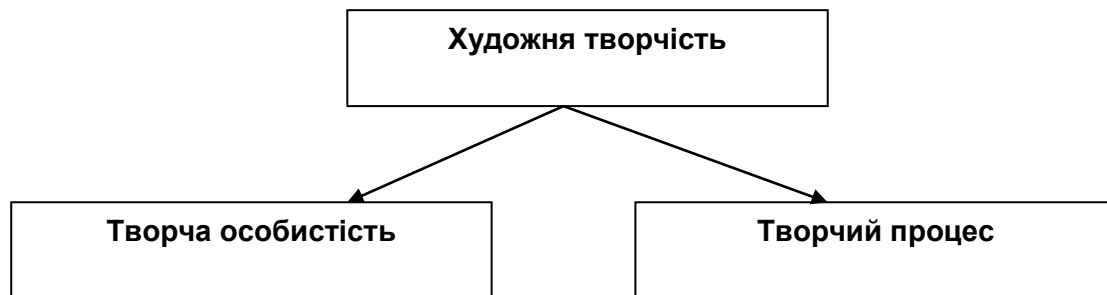 Художня творчість
Творча особистість
Творчий процес